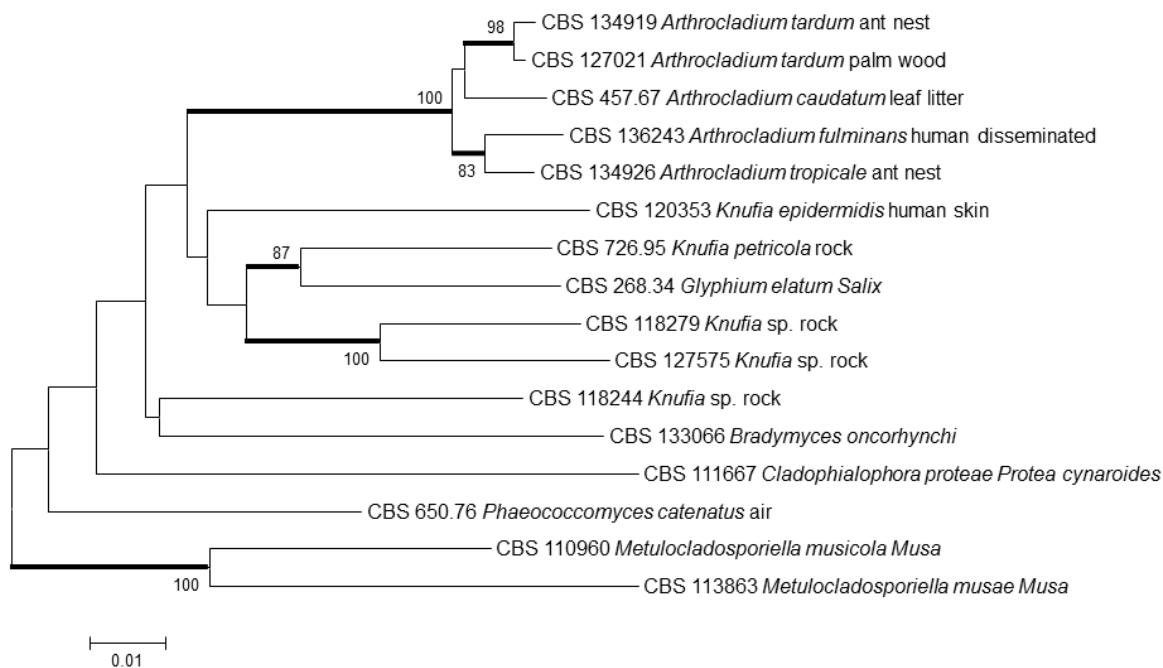 CBS 134919 Arthrocladium tardum ant nest
98
CBS 127021 Arthrocladium tardum palm wood
100
CBS 457.67 Arthrocladium caudatum leaf litter
CBS 136243 Arthrocladium fulminans human disseminated
83
CBS 134926 Arthrocladium tropicale ant nest
CBS 120353 Knufia epidermidis human skin
87
CBS 726.95 Knufia petricola rock
CBS 268.34 Glyphium elatum Salix
CBS 118279 Knufia sp. rock
100
CBS 127575 Knufia sp. rock
CBS 118244 Knufia sp. rock
CBS 133066 Bradymyces oncorhynchi
CBS 111667 Cladophialophora proteae Protea cynaroides
CBS 650.76 Phaeococcomyces catenatus air
CBS 110960 Metulocladosporiella musicola Musa
100
CBS 113863 Metulocladosporiella musae Musa
0.01